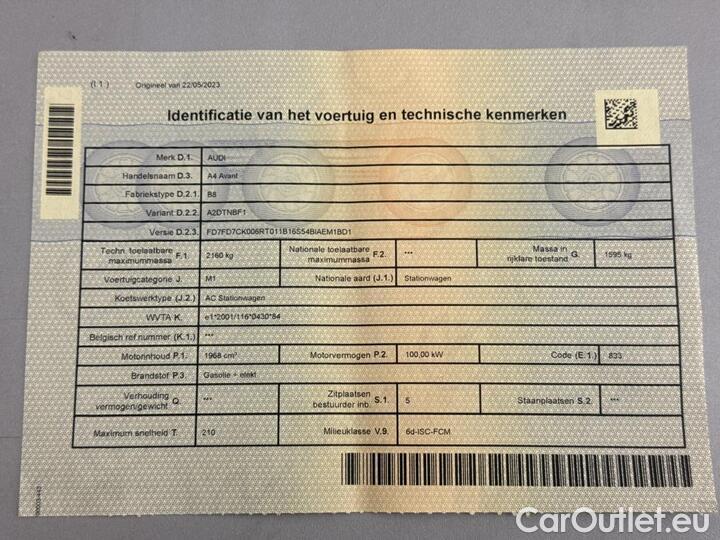 (I.1.) Origineel van 22/05/2023
Identificatie van het voertuig en technische kenmerken
Merk D.1. AUDI
Handelsnaam D.3. A4 Avant
Fabriekstype D.2.1. B8
Variant D.2.2. A2DTNBF1
Versie D.2.3. FD7FD7CK006RT011B16S54BIAEM1BD1
Techn. toelaatbare maximummassa F.1. 2160 kg Nationale toelaatbare maximummassa F.2. *** Massa in rijklare toestand G. 1595 kg
Voertuigcategorie J. M1 Nationale aard (J.1.) Stationwagen
Koetswerktype (J.2.) AC Stationwagen
WVTA K. e1*2001/116*0430*84
Belgisch ref nummer (K.1.) ***
Motorinhoud P.1. 1968 cm³ Motorvermogen P.2. 100,00 kW Code (E.1.) 833
Brandstof P.3. Gasolie + elekt
Verhouding vermogen/gewicht Q. *** Zitplaatsen bestuurder inb. S.1. 5 Staanplaatsen S.2. ***
Maximum snelheid T. 210 Milieuklasse V.9. 6d-ISC-FCM
CarOutlet.eu